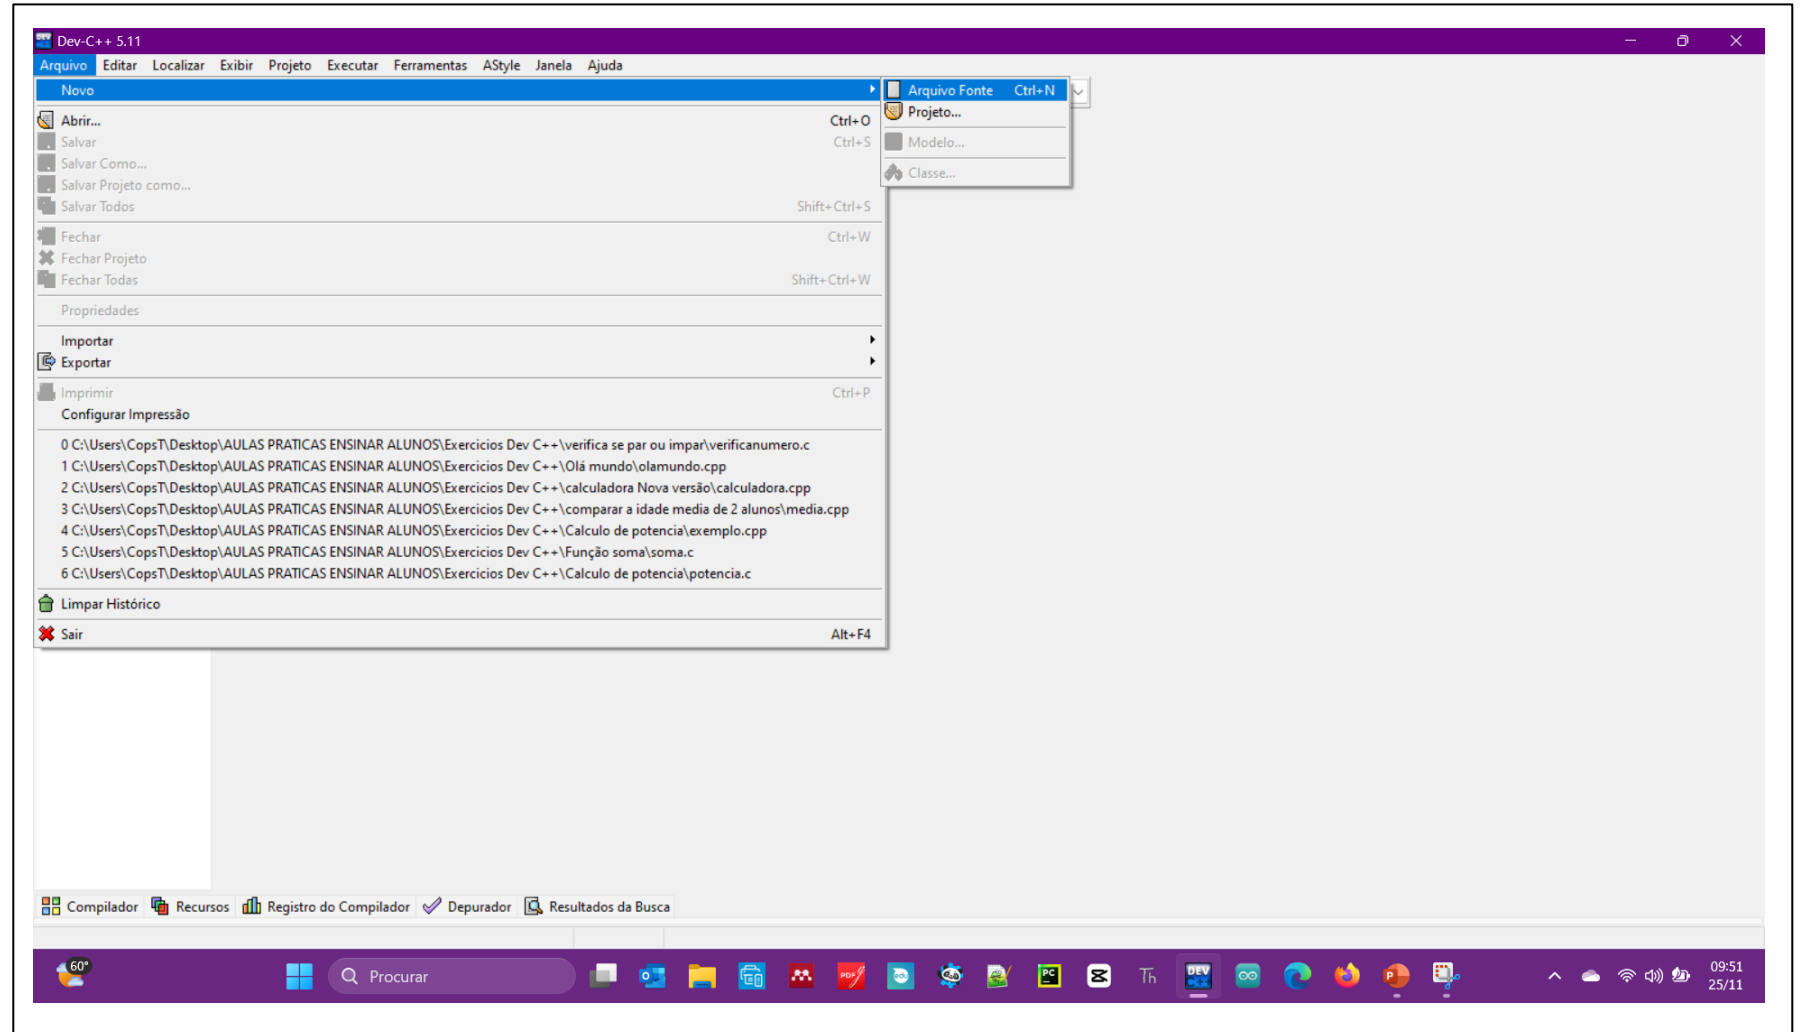 Dev-C++ 5.11
Arquivo Editar Localizar Exibir Projeto Executar Ferramentas AStyle Janela Ajuda
Novo
Arquivo Fonte Ctrl+N
Projeto...
Modelo...
Classe...
Abrir... Ctrl+O
Salvar Ctrl+S
Salvar Como...
Salvar Projeto como...
Salvar Todos Shift+Ctrl+S
Fechar Ctrl+W
Fechar Projeto
Fechar Todas Shift+Ctrl+W
Propriedades
Importar
Exportar
Imprimir Ctrl+P
Configurar Impressão
0 C:\Users\CopsT\Desktop\AULAS PRATICAS ENSINAR ALUNOS\Exercicios Dev C++\verifica se par ou impar\verificanumero.c
1 C:\Users\CopsT\Desktop\AULAS PRATICAS ENSINAR ALUNOS\Exercicios Dev C++\Olá mundo\olamundo.cpp
2 C:\Users\CopsT\Desktop\AULAS PRATICAS ENSINAR ALUNOS\Exercicios Dev C++\calculadora Nova versão\calculadora.cpp
3 C:\Users\CopsT\Desktop\AULAS PRATICAS ENSINAR ALUNOS\Exercicios Dev C++\comparar a idade media de 2 alunos\media.cpp
4 C:\Users\CopsT\Desktop\AULAS PRATICAS ENSINAR ALUNOS\Exercicios Dev C++\Calculo de potencia\exemplo.cpp
5 C:\Users\CopsT\Desktop\AULAS PRATICAS ENSINAR ALUNOS\Exercicios Dev C++\Função soma\soma.c
6 C:\Users\CopsT\Desktop\AULAS PRATICAS ENSINAR ALUNOS\Exercicios Dev C++\Calculo de potencia\potencia.c
Limpar Histórico
Sair Alt+F4
Compilador Recursos Registro do Compilador Depurador Resultados da Busca
60°
Procurar
PDF
edu
PC
Th
DEV
09:51
25/11